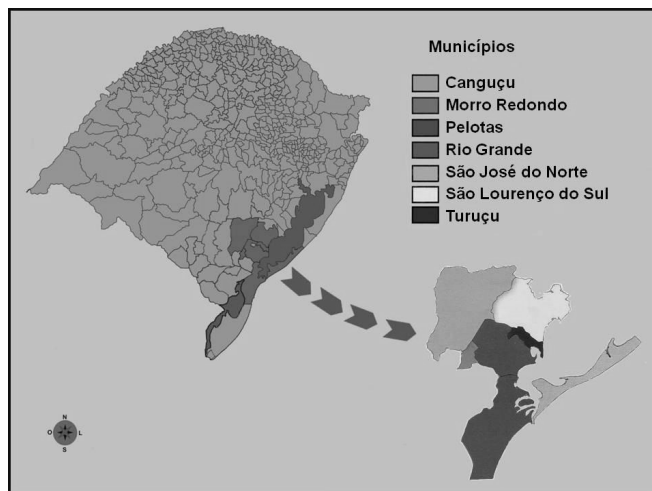 Municípios
Canguçu
Morro Redondo
Pelotas
Rio Grande
São José do Norte
São Lourenço do Sul
Turuçu
N
O L
S